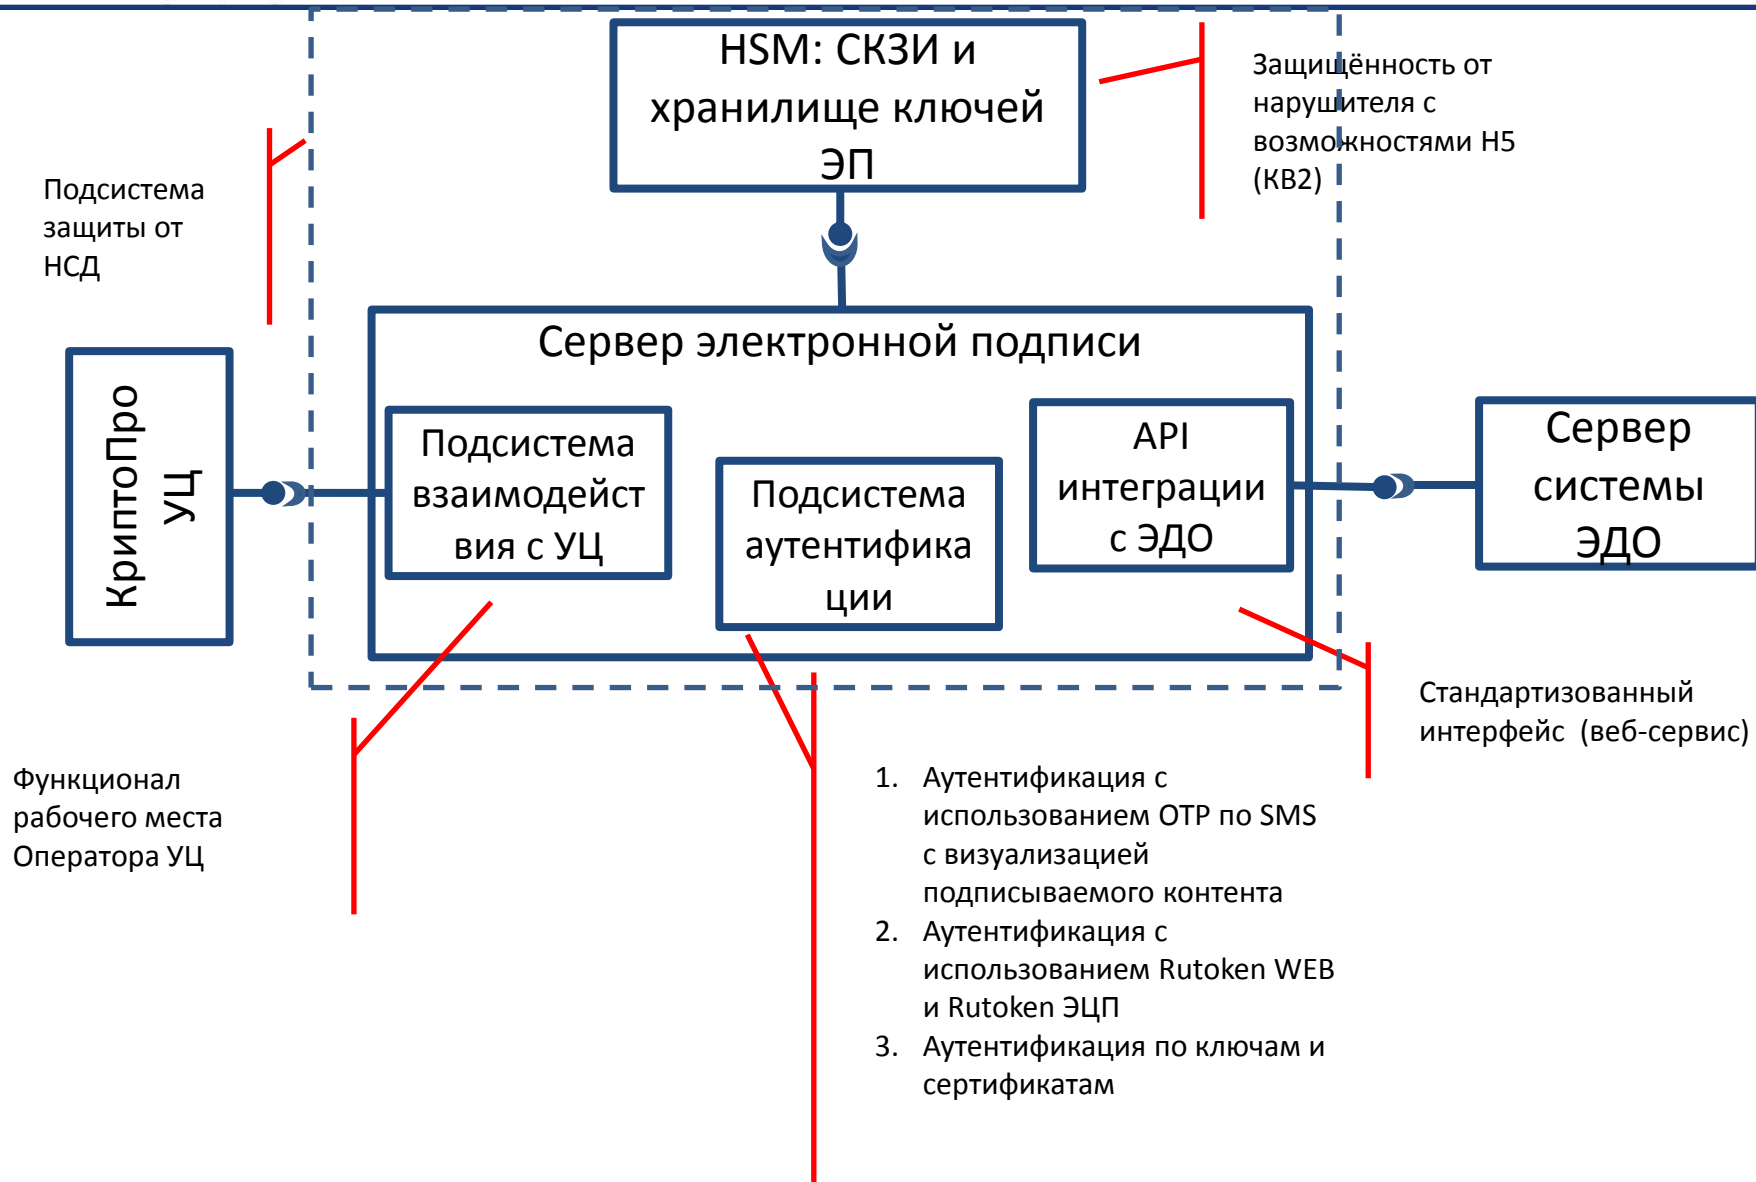 HSM: СКЗИ и
хранилище ключей
ЭП
Защищённость от
нарушителя с
возможностями Н5
(КВ2)
Подсистема
защиты от
НСД
Сервер электронной подписи
КриптоПро
УЦ
Подсистема
взаимодейст
вия с УЦ
Подсистема
аутентифика
ции
API
интеграции
с ЭДО
Сервер
системы
ЭДО
Стандартизованный
интерфейс (веб-сервис)
Функционал
рабочего места
Оператора УЦ
1. Аутентификация с
использованием OTP по SMS
с визуализацией
подписываемого контента
2. Аутентификация с
использованием Rutoken WEB
и Rutoken ЭЦП
3. Аутентификация по ключам и
сертификатам